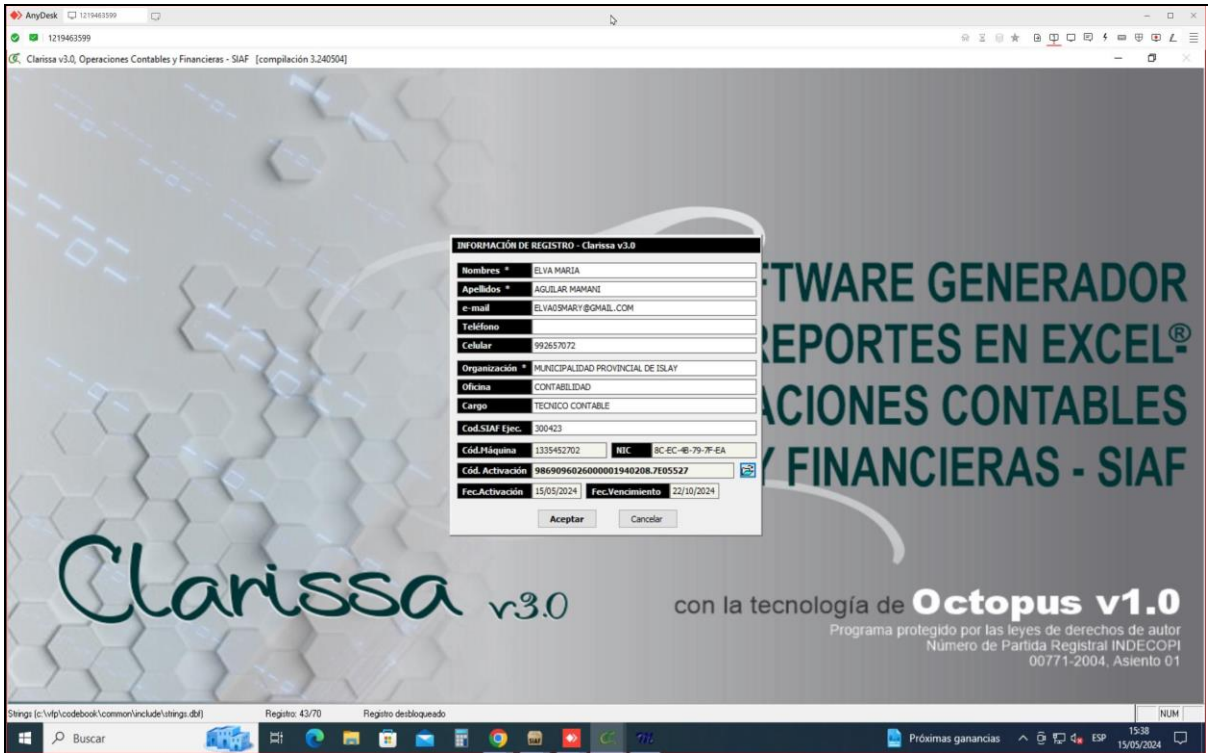 AnyDesk 1219463599
1219463599
Clarissa v3.0, Operaciones Contables y Financieras - SIAF [compilación 3.240504]
INFORMACIÓN DE REGISTRO - Clarissa v3.0
Nombres * ELVA MARIA
Apellidos * AGUILAR MAMANI
e-mail ELVA05MARY@GMAIL.COM
Teléfono
Celular 992657072
Organización * MUNICIPALIDAD PROVINCIAL DE ISLAY
Oficina CONTABILIDAD
Cargo TECNICO CONTABLE
Cod.SIAF Ejec. 300423
Cód.Máquina 1335452702 NIC 8C-EC-4B-79-7F-EA
Cód. Activación 9869096026000001940208.7E05527
Fec.Activación 15/05/2024 Fec.Vencimiento 22/10/2024
Aceptar Cancelar
FTWARE GENERADOR
REPORTES EN EXCEL®
ACIONES CONTABLES
Y FINANCIERAS - SIAF
Clarissa v3.0
con la tecnología de Octopus v1.0
Programa protegido por las leyes de derechos de autor
Número de Partida Registral INDECOPI
00771-2004, Asiento 01
Strings (c:\vfp\codebook\common\include\strings.dbf) Registro: 43/70 Registro desbloqueado NUM
Buscar Próximas ganancias ESP 15:38
15/05/2024